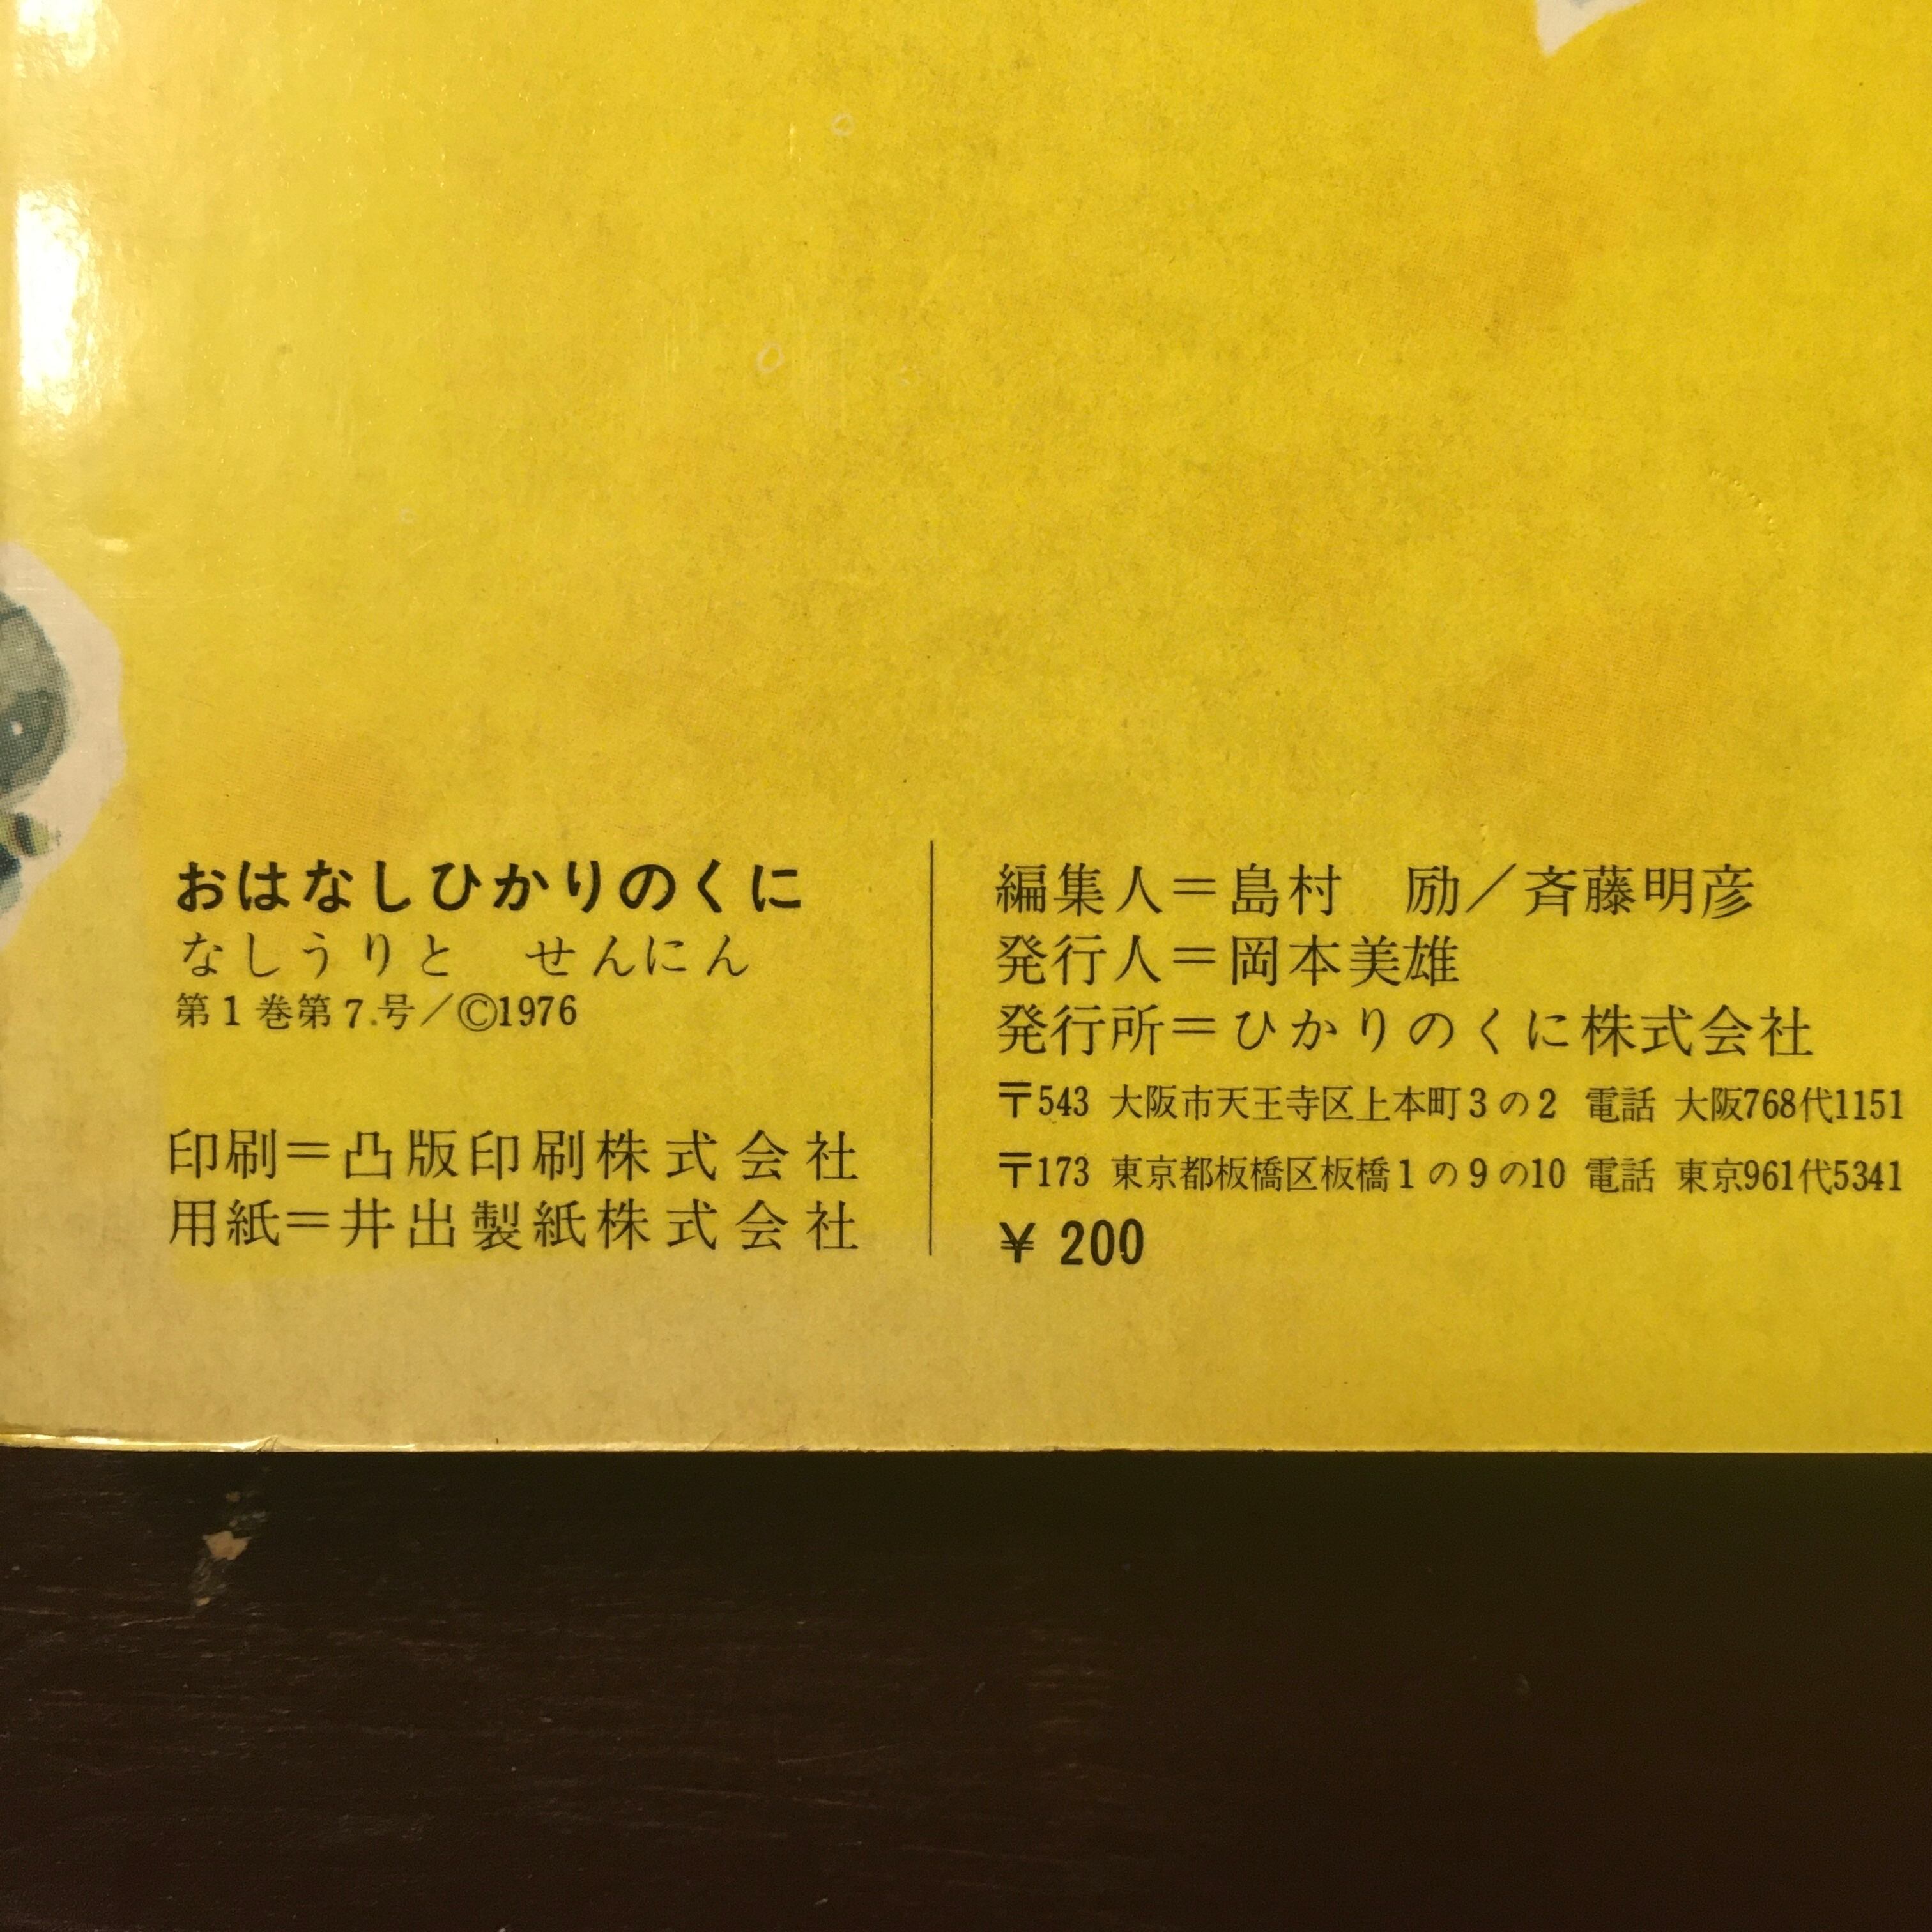 おはなしひかりのくに
なしうりと　せんにん
第1巻第7号／©1976
印刷＝凸版印刷株式会社
用紙＝井出製紙株式会社
編集人＝島村　励／斉藤明彦
発行人＝岡本美雄
発行所＝ひかりのくに株式会社
〒543 大阪市天王寺区上本町3の2 電話 大阪768代1151
〒173 東京都板橋区板橋1の9の10 電話 東京961代5341
¥ 200